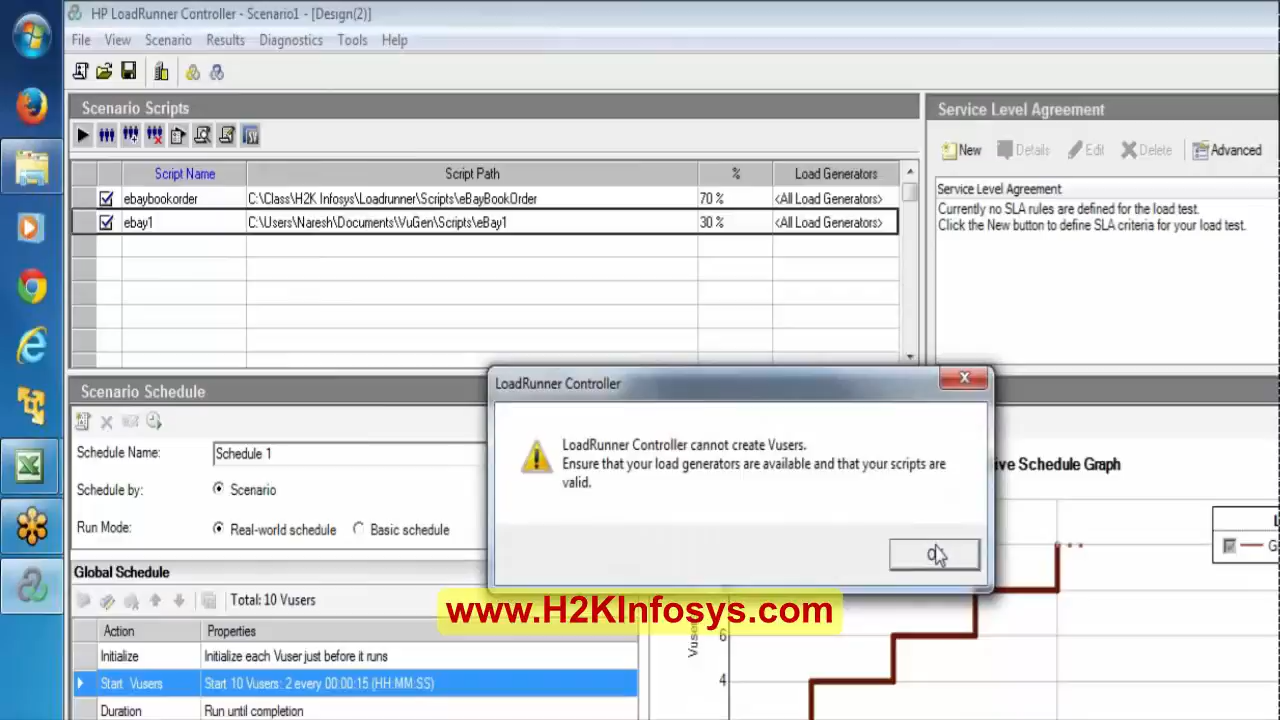 HP LoadRunner Controller - Scenario1 - [Design(2)]
File View Scenario Results Diagnostics Tools Help
Scenario Scripts
Script Name Script Path % Load Generators
ebaybookorder C:\Class\H2K Infosys\Loadrunner\Scripts\eBayBookOrder 70 % <All Load Generators>
ebay1 C:\Users\Naresh\Documents\VuGen\Scripts\eBay1 30 % <All Load Generators>
Service Level Agreement
New Details Edit Delete Advanced
Service Level Agreement
Currently no SLA rules are defined for the load test.
Click the New button to define SLA criteria for your load test.
Scenario Schedule
Schedule Name: Schedule 1
Schedule by: Scenario
Run Mode: Real-world schedule Basic schedule
Global Schedule
Total: 10 Vusers
Action Properties
Initialize Initialize each Vuser just before it runs
Start Vusers Start 10 Vusers: 2 every 00:00:15 (HH:MM:SS)
Duration Run until completion
LoadRunner Controller
LoadRunner Controller cannot create Vusers.
Ensure that your load generators are available and that your scripts are
valid.
ive Schedule Graph
6
4
www.H2KInfosys.com